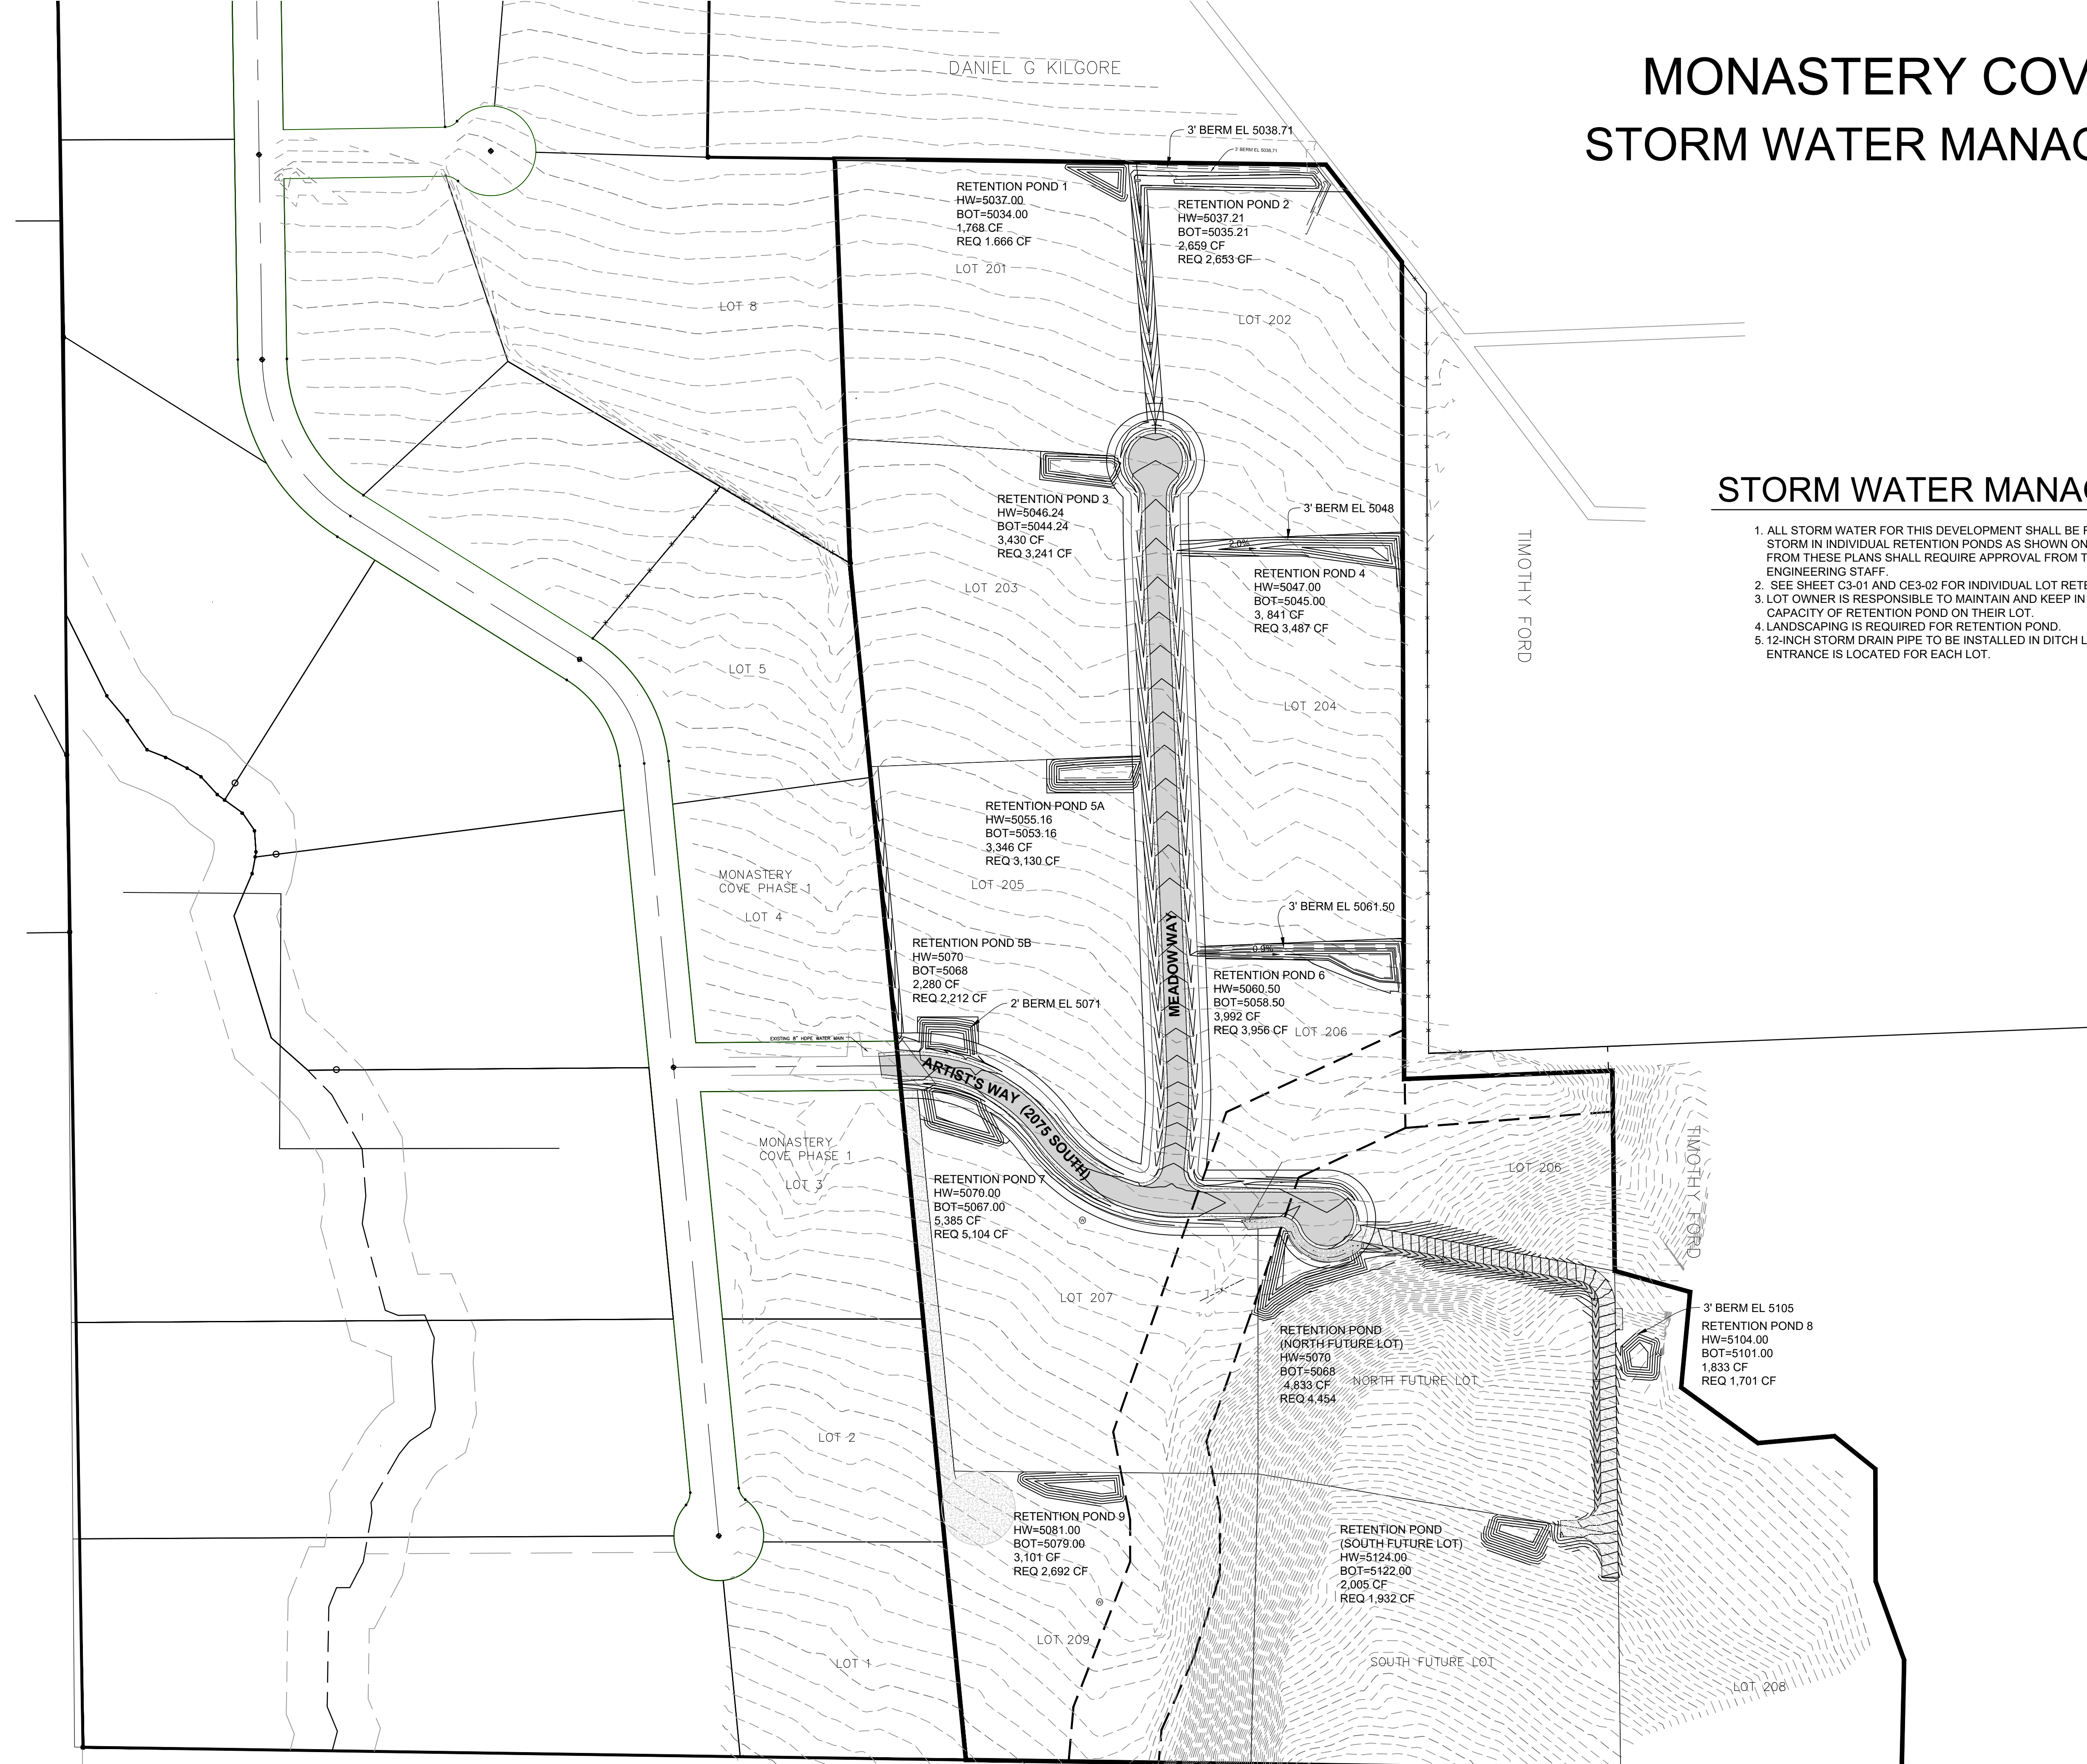 MONASTERY COV
STORM WATER MANAG
DANIEL G KILGORE
3' BERM EL 5038.71
3' BERM EL 5038.71
RETENTION POND 1
HW=5037.00
BOT=5034.00
1,768 CF
REQ 1.666 CF
LOT 201
RETENTION POND 2
HW=5037.21
BOT=5035.21
2,659 CF
REQ 2,653 CF
LOT 8
LOT 202
STORM WATER MANAG
1. ALL STORM WATER FOR THIS DEVELOPMENT SHALL BE
STORM IN INDIVIDUAL RETENTION PONDS AS SHOWN ON
FROM THESE PLANS SHALL REQUIRE APPROVAL FROM T
ENGINEERING STAFF.
2. SEE SHEET C3-01 AND CE3-02 FOR INDIVIDUAL LOT RETE
3. LOT OWNER IS RESPONSIBLE TO MAINTAIN AND KEEP IN
CAPACITY OF RETENTION POND ON THEIR LOT.
4. LANDSCAPING IS REQUIRED FOR RETENTION POND.
5. 12-INCH STORM DRAIN PIPE TO BE INSTALLED IN DITCH L
ENTRANCE IS LOCATED FOR EACH LOT.
RETENTION POND 3
HW=5046.24
BOT=5044.24
3,430 CF
REQ 3,241 CF
LOT 203
3' BERM EL 5048
2.0%
RETENTION POND 4
HW=5047.00
BOT=5045.00
3, 841 CF
REQ 3,487 CF
TIMOTHY FORD
LOT 5
LOT 204
RETENTION POND 5A
HW=5055.16
BOT=5053.16
3,346 CF
REQ 3,130 CF
LOT 205
MONASTERY
COVE PHASE 1
LOT 4
3' BERM EL 5061.50
0.9%
MEADOW WAY
RETENTION POND 5B
HW=5070
BOT=5068
2,280 CF
REQ 2,212 CF
2' BERM EL 5071
RETENTION POND 6
HW=5060.50
BOT=5058.50
3,992 CF
REQ 3,956 CF
LOT 206
EXISTING 8" HDPE WATER MAIN
ARTIST'S WAY (2075 SOUTH)
MONASTERY
COVE PHASE 1
LOT 3
LOT 206
TIMOTHY FORD
RETENTION POND 7
HW=5070.00
BOT=5067.00
5,385 CF
REQ 5,104 CF
W
LOT 207
3' BERM EL 5105
RETENTION POND 8
HW=5104.00
BOT=5101.00
1,833 CF
REQ 1,701 CF
RETENTION POND
(NORTH FUTURE LOT)
HW=5070
BOT=5068
4,833 CF
REQ 4,454
NORTH FUTURE LOT
LOT 2
RETENTION POND 9
HW=5081.00
BOT=5079.00
3,101 CF
REQ 2,692 CF
RETENTION POND
(SOUTH FUTURE LOT)
HW=5124.00
BOT=5122.00
2,005 CF
REQ 1,932 CF
W
LOT 209
LOT 1
SOUTH FUTURE LOT
LOT 208